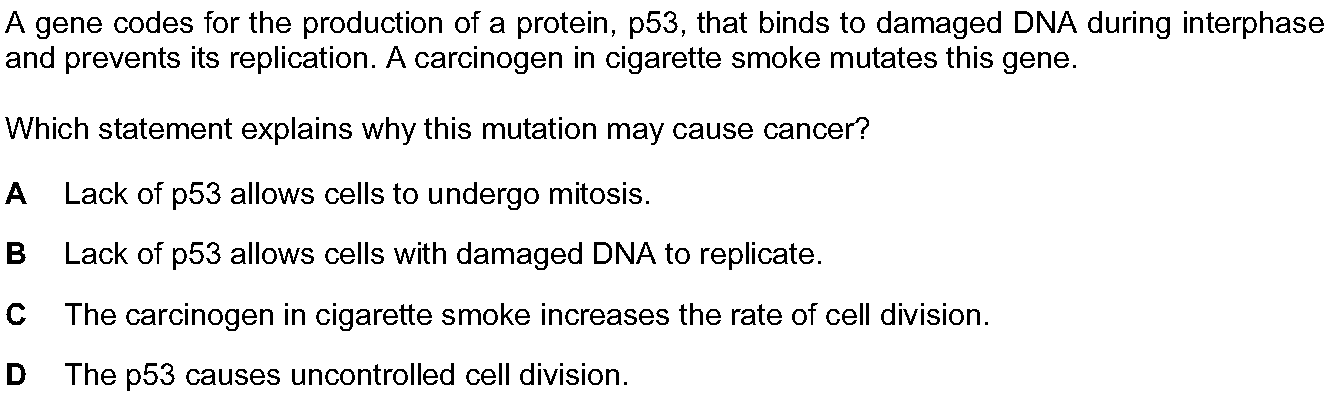 A gene codes for the production of a protein, p53, that binds to damaged DNA during interphase
and prevents its replication. A carcinogen in cigarette smoke mutates this gene.
Which statement explains why this mutation may cause cancer?
A Lack of p53 allows cells to undergo mitosis.
B Lack of p53 allows cells with damaged DNA to replicate.
C The carcinogen in cigarette smoke increases the rate of cell division.
D The p53 causes uncontrolled cell division.